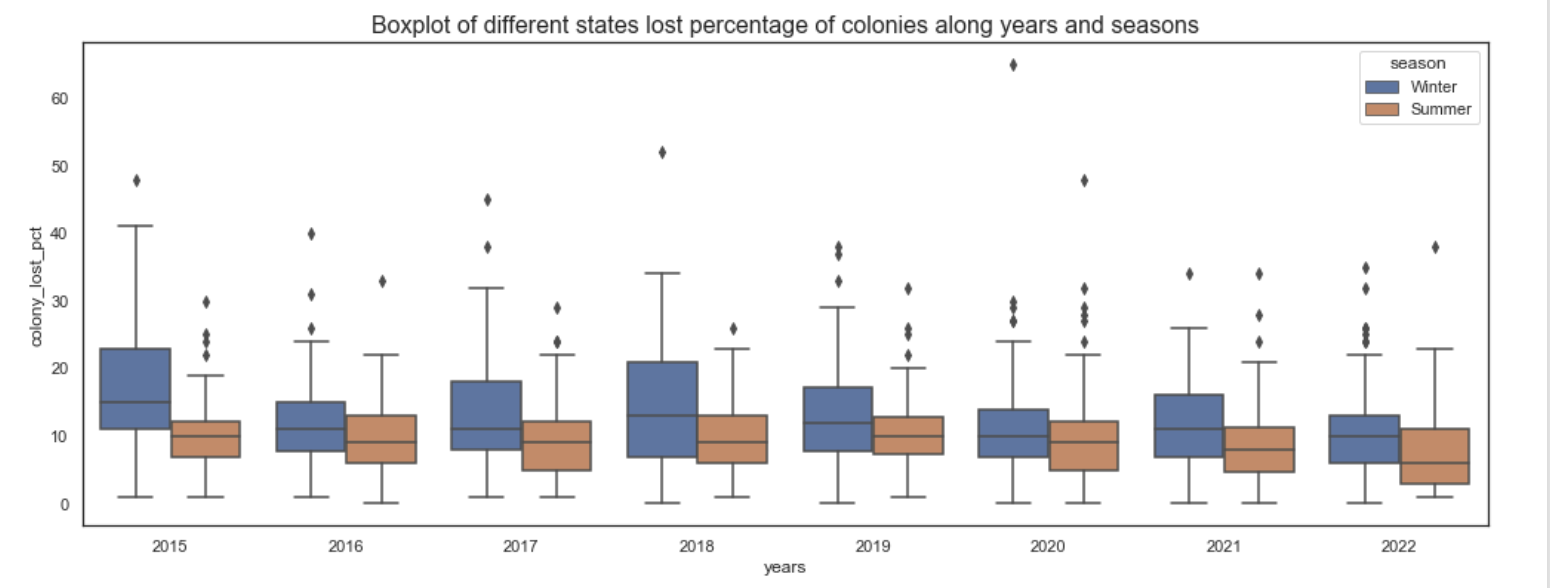 Boxplot of different states lost percentage of colonies along years and seasons
season
Winter
Summer
colony_lost_pct
60
50
40
30
20
10
0
2015 2016 2017 2018 2019 2020 2021 2022
years